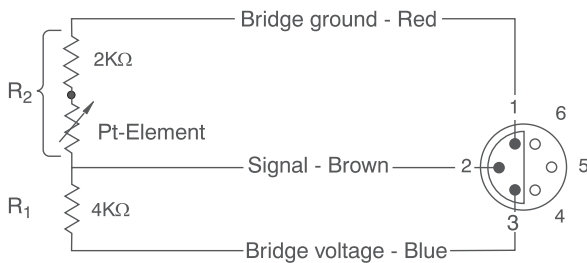 Bridge ground - Red
2KΩ
R2
Pt-Element
1
6
Signal - Brown
2
5
R1
4KΩ
3
4
Bridge voltage - Blue